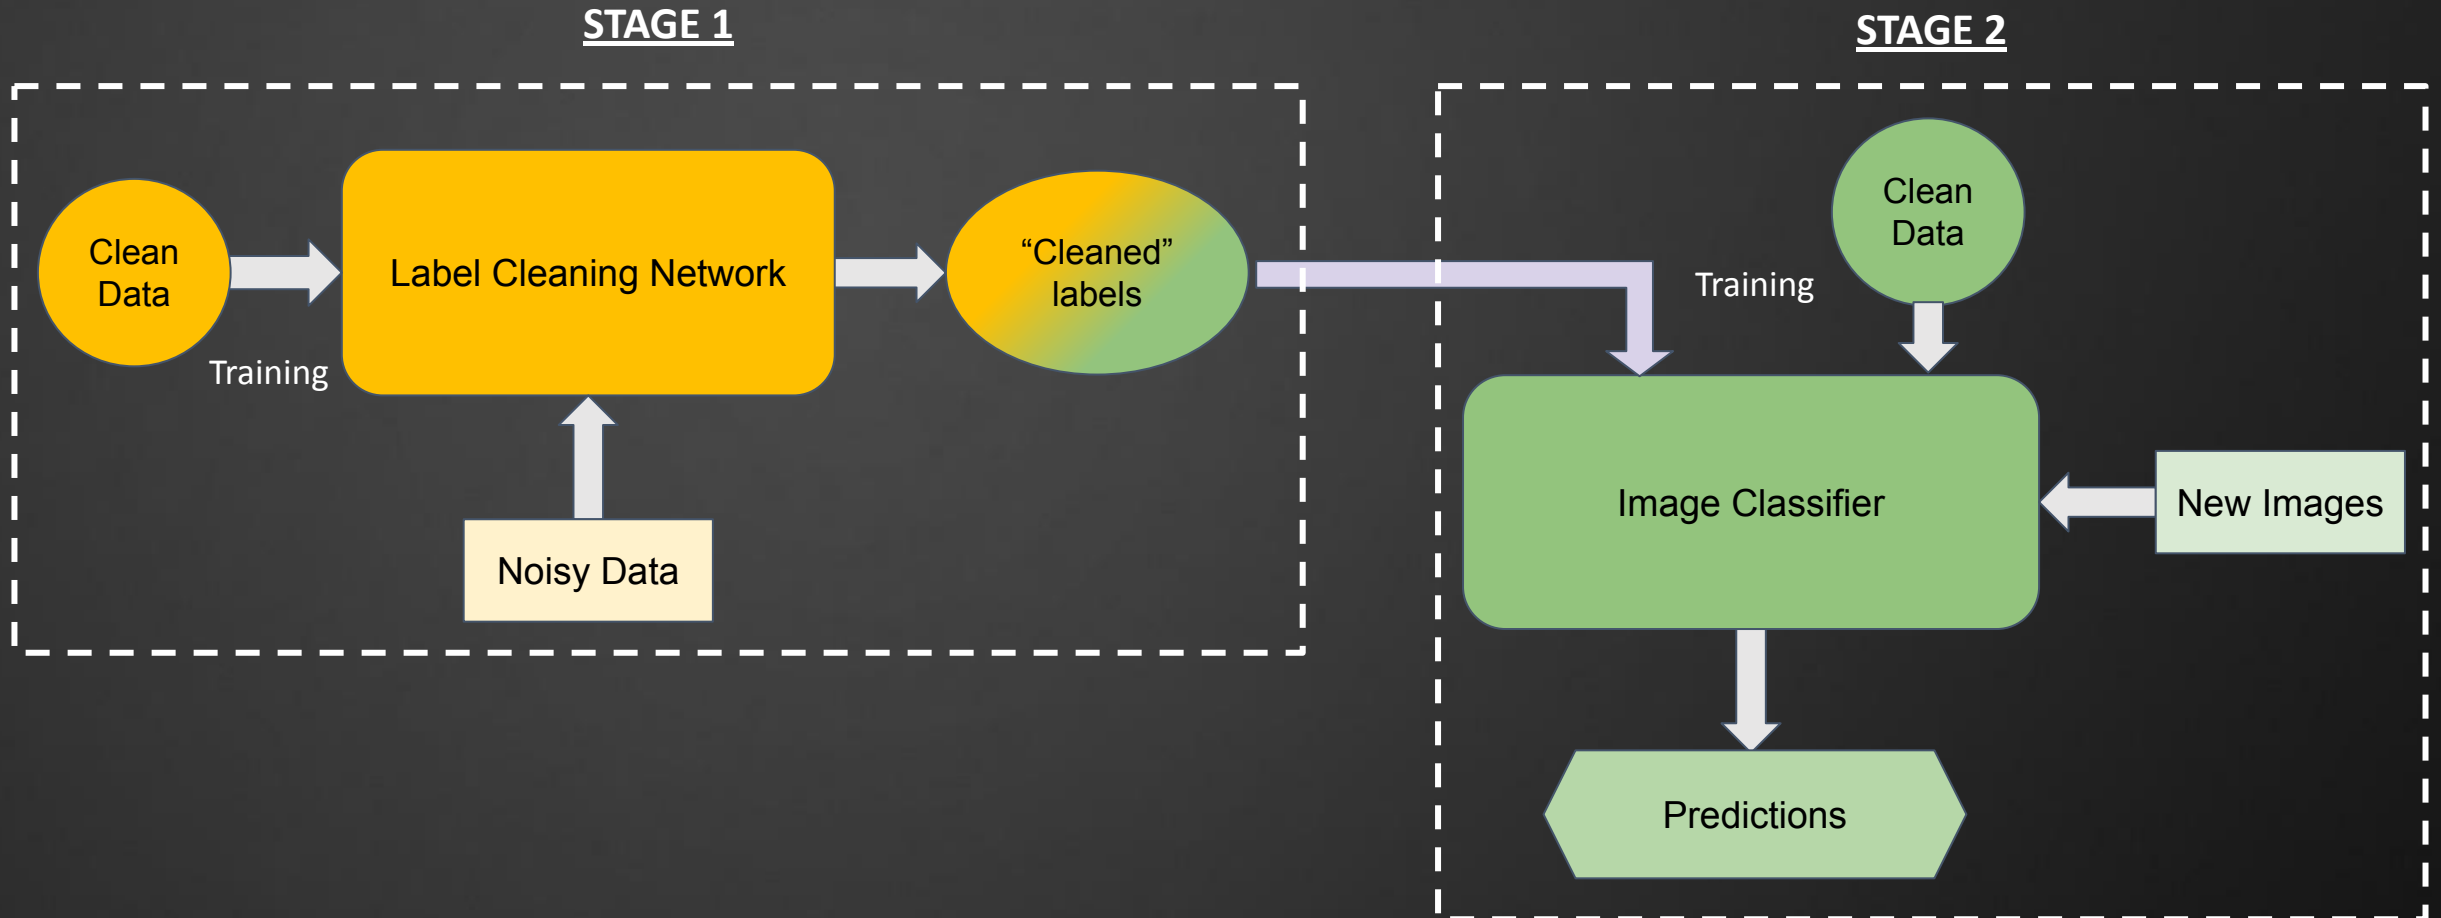 STAGE 1
Clean
Data
Training
Label Cleaning Network
Noisy Data
“Cleaned”
labels
STAGE 2
Training
Clean
Data
Image Classifier
New Images
Predictions